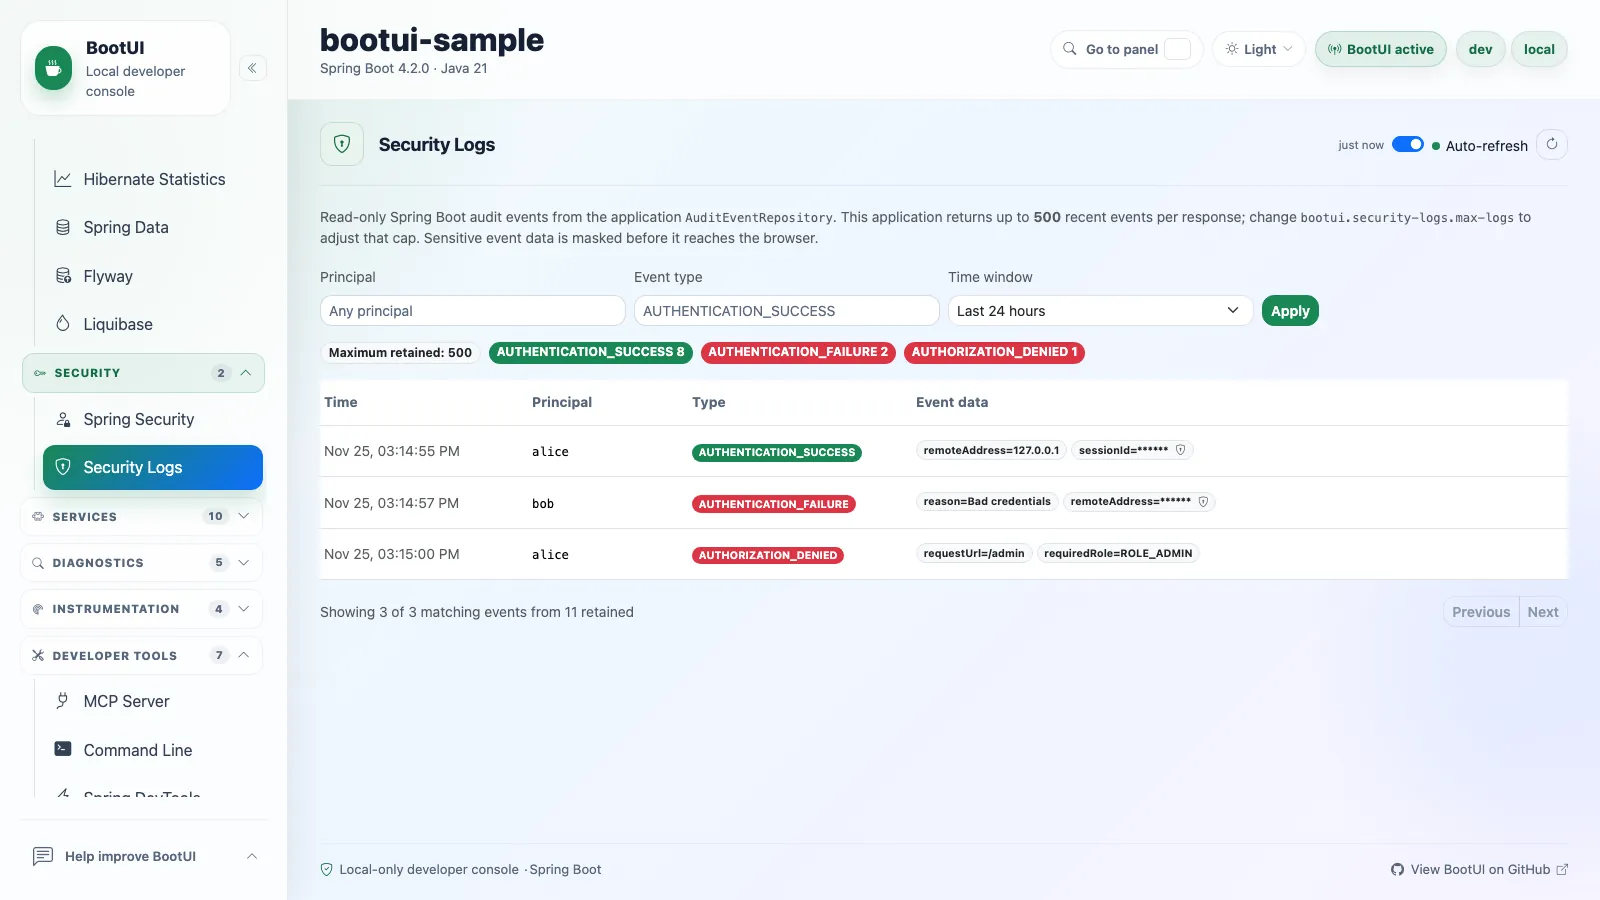 BootUI
Local developer
console
Hibernate Statistics
Spring Data
Flyway
Liquibase
SECURITY 2
Spring Security
Security Logs
SERVICES 10
DIAGNOSTICS 5
INSTRUMENTATION 4
DEVELOPER TOOLS 7
MCP Server
Command Line
Spring DevTools
Help improve BootUI
bootui-sample
Spring Boot 4.2.0 · Java 21
Go to panel
Light
BootUI active
dev
local
Security Logs
just now
Auto-refresh
Read-only Spring Boot audit events from the application AuditEventRepository. This application returns up to 500 recent events per response; change bootui.security-logs.max-logs to
adjust that cap. Sensitive event data is masked before it reaches the browser.
Principal Event type Time window
Any principal AUTHENTICATION_SUCCESS Last 24 hours Apply
Maximum retained: 500 AUTHENTICATION_SUCCESS 8 AUTHENTICATION_FAILURE 2 AUTHORIZATION_DENIED 1
Time Principal Type Event data
Nov 25, 03:14:55 PM alice AUTHENTICATION_SUCCESS remoteAddress=127.0.0.1 sessionId=******
Nov 25, 03:14:57 PM bob AUTHENTICATION_FAILURE reason=Bad credentials remoteAddress=******
Nov 25, 03:15:00 PM alice AUTHORIZATION_DENIED requestUrl=/admin requiredRole=ROLE_ADMIN
Showing 3 of 3 matching events from 11 retained
Previous Next
Local-only developer console · Spring Boot
View BootUI on GitHub